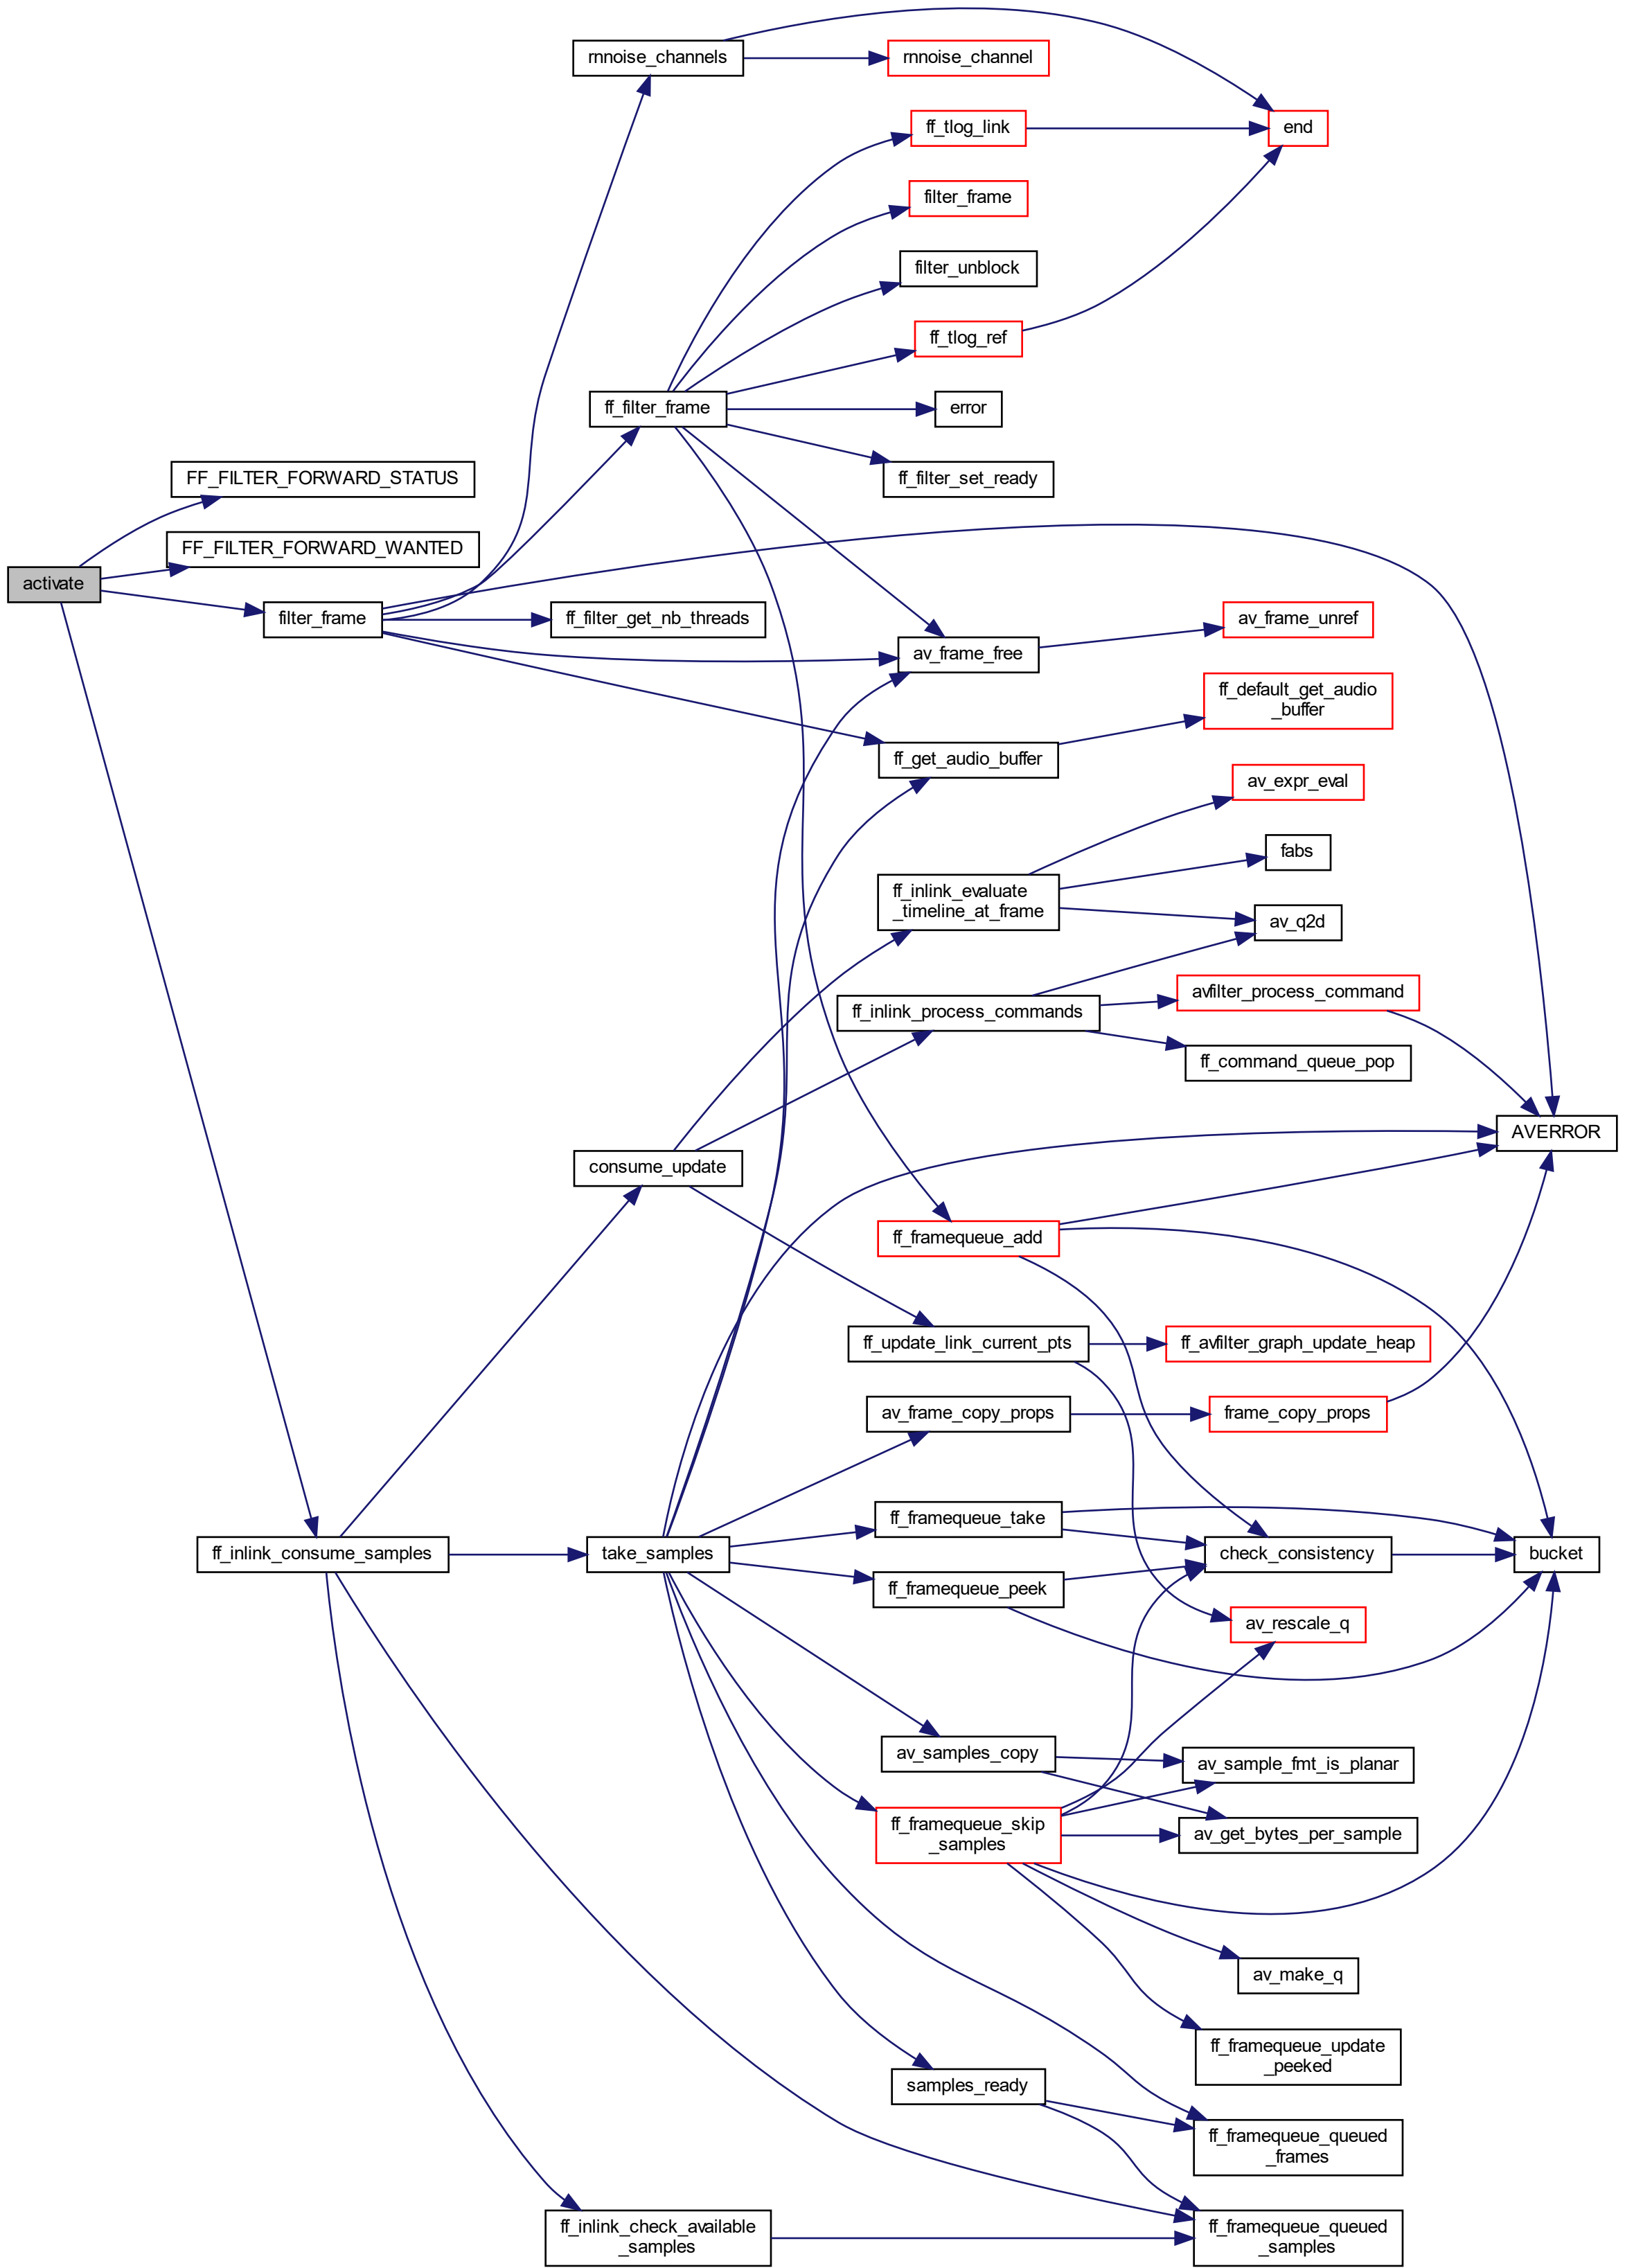 rnnoise_channels
rnnoise_channel
ff_tlog_link
end
filter_frame
filter_unblock
ff_tlog_ref
ff_filter_frame
error
FF_FILTER_FORWARD_STATUS
ff_filter_set_ready
FF_FILTER_FORWARD_WANTED
activate
filter_frame
ff_filter_get_nb_threads
av_frame_unref
av_frame_free
ff_default_get_audio
_buffer
ff_get_audio_buffer
av_expr_eval
fabs
ff_inlink_evaluate
_timeline_at_frame
av_q2d
avfilter_process_command
ff_inlink_process_commands
ff_command_queue_pop
AVERROR
consume_update
ff_framequeue_add
ff_update_link_current_pts
ff_avfilter_graph_update_heap
av_frame_copy_props
frame_copy_props
ff_framequeue_take
ff_inlink_consume_samples
take_samples
check_consistency
bucket
ff_framequeue_peek
av_rescale_q
av_samples_copy
av_sample_fmt_is_planar
ff_framequeue_skip
_samples
av_get_bytes_per_sample
av_make_q
ff_framequeue_update
_peeked
samples_ready
ff_framequeue_queued
_frames
ff_inlink_check_available
_samples
ff_framequeue_queued
_samples